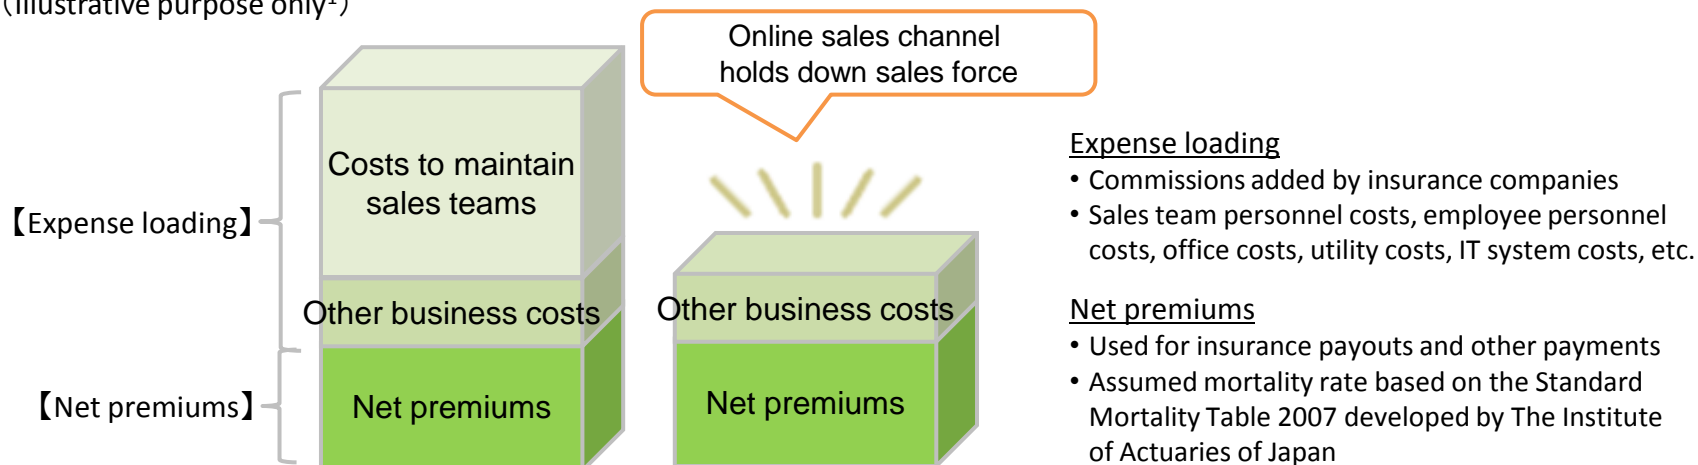 （Illustrative purpose only¹）
Online sales channel
holds down sales force
Costs to maintain
sales teams
【Expense loading】
Other business costs
Net premiums
【Net premiums】
Other business costs
Net premiums
Expense loading
• Commissions added by insurance companies
• Sales team personnel costs, employee personnel
costs, office costs, utility costs, IT system costs, etc.
Net premiums
• Used for insurance payouts and other payments
• Assumed mortality rate based on the Standard
Mortality Table 2007 developed by The Institute
of Actuaries of Japan